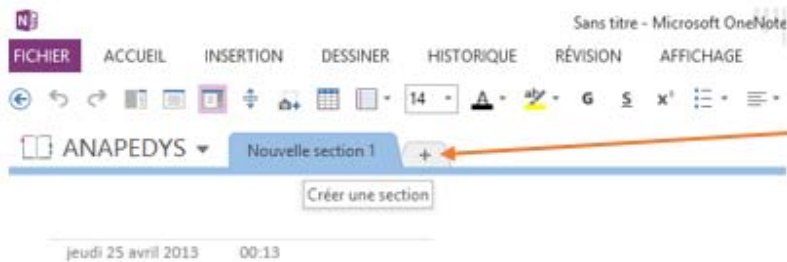 Sans titre - Microsoft OneNote
FICHIER ACCUEIL INSERTION DESSINER HISTORIQUE RÉVISION AFFICHAGE
14 A aby G S x'
ANAPEDYS Nouvelle section 1 +
Créer une section
jeudi 25 avril 2013 00:13